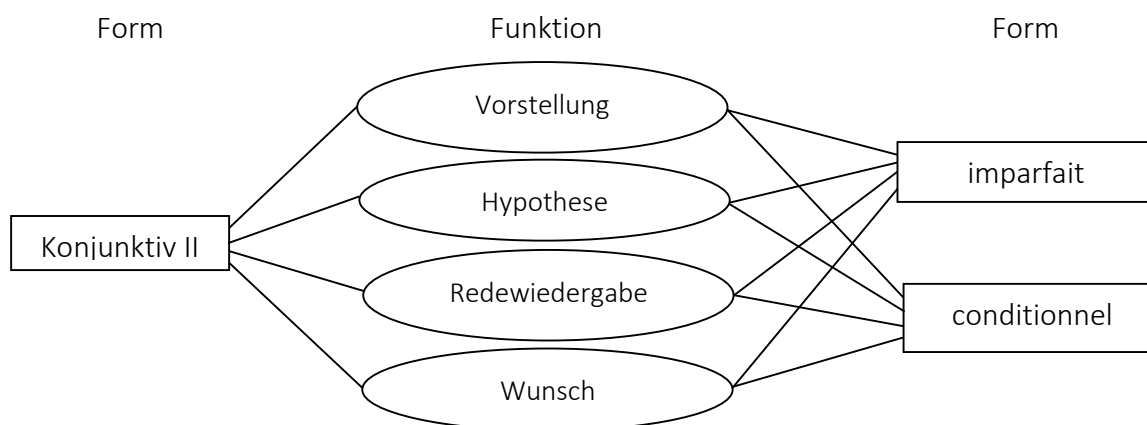 Form Funktion Form
Vorstellung
imparfait
Hypothese
Konjunktiv II
Redewiedergabe
conditionnel
Wunsch